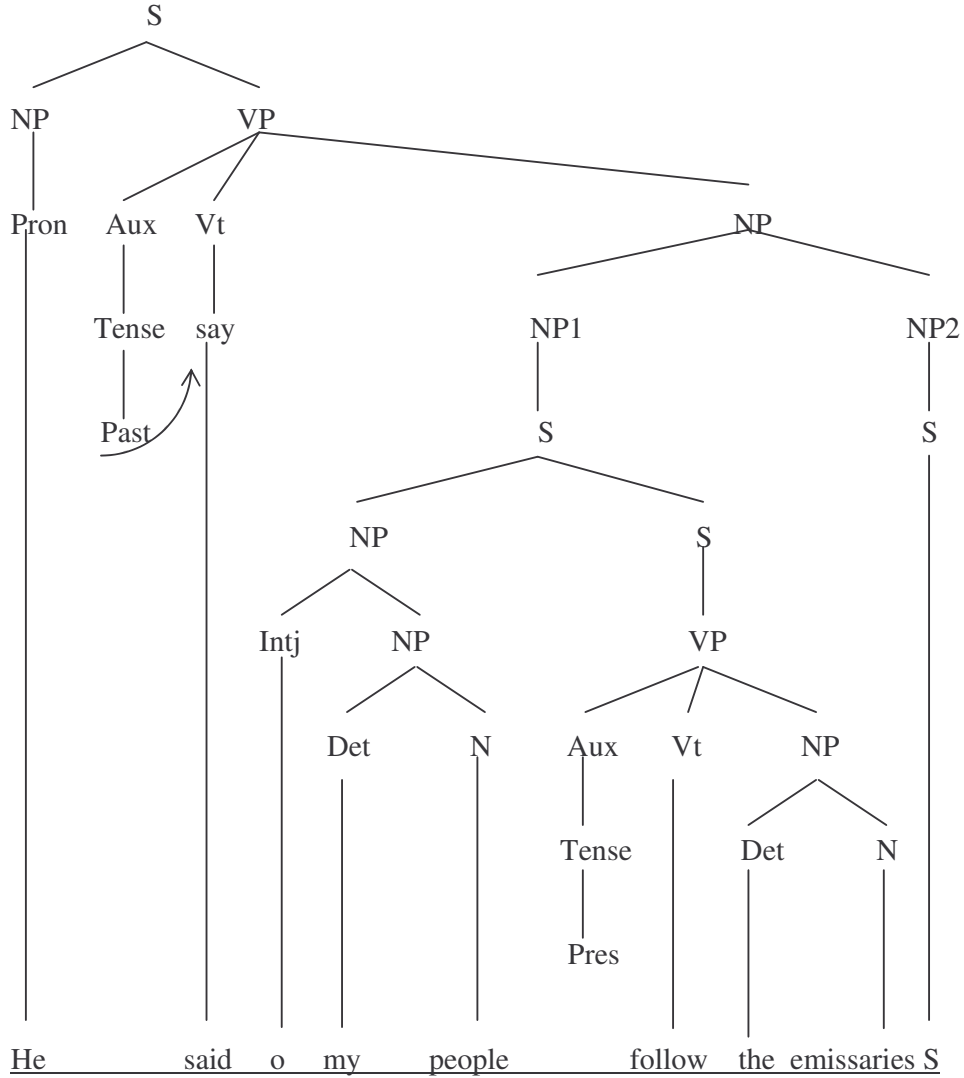 S
NP VP
Pron Aux Vt NP
Tense say NP1 NP2
Past S S
NP S
Intj NP VP
Det N Aux Vt NP
Tense Det N
Pres
He said o my people follow the emissaries S